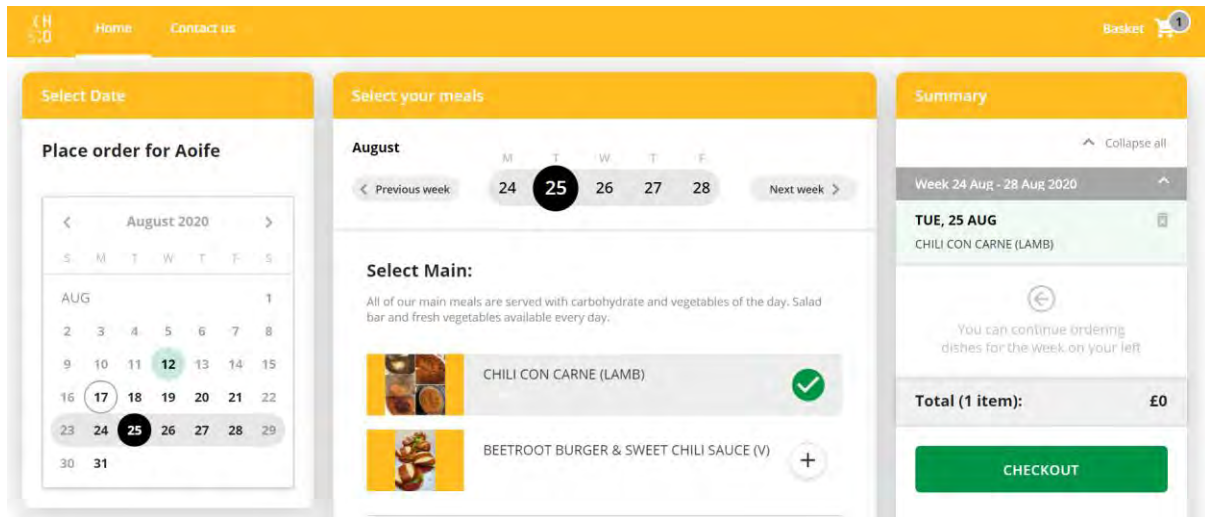 CH
Home Contact us
Basket 1
Select Date
Place order for Aoife
August 2020
S M T W T F S
AUG 1
2 3 4 5 6 7 8
9 10 11 12 13 14 15
16 17 18 19 20 21 22
23 24 25 26 27 28 29
30 31
Select your meals
August
M T W T F
Previous week 24 25 26 27 28 Next week
Select Main:
All of our main meals are served with carbohydrate and vegetables of the day. Salad
bar and fresh vegetables available every day.
CHILI CON CARNE (LAMB)
BEETROOT BURGER & SWEET CHILI SAUCE (V)
Summary
Collapse all
Week 24 Aug - 28 Aug 2020
TUE, 25 AUG
CHILI CON CARNE (LAMB)
You can continue ordering
dishes for the week on your left
Total (1 item): £0
CHECKOUT